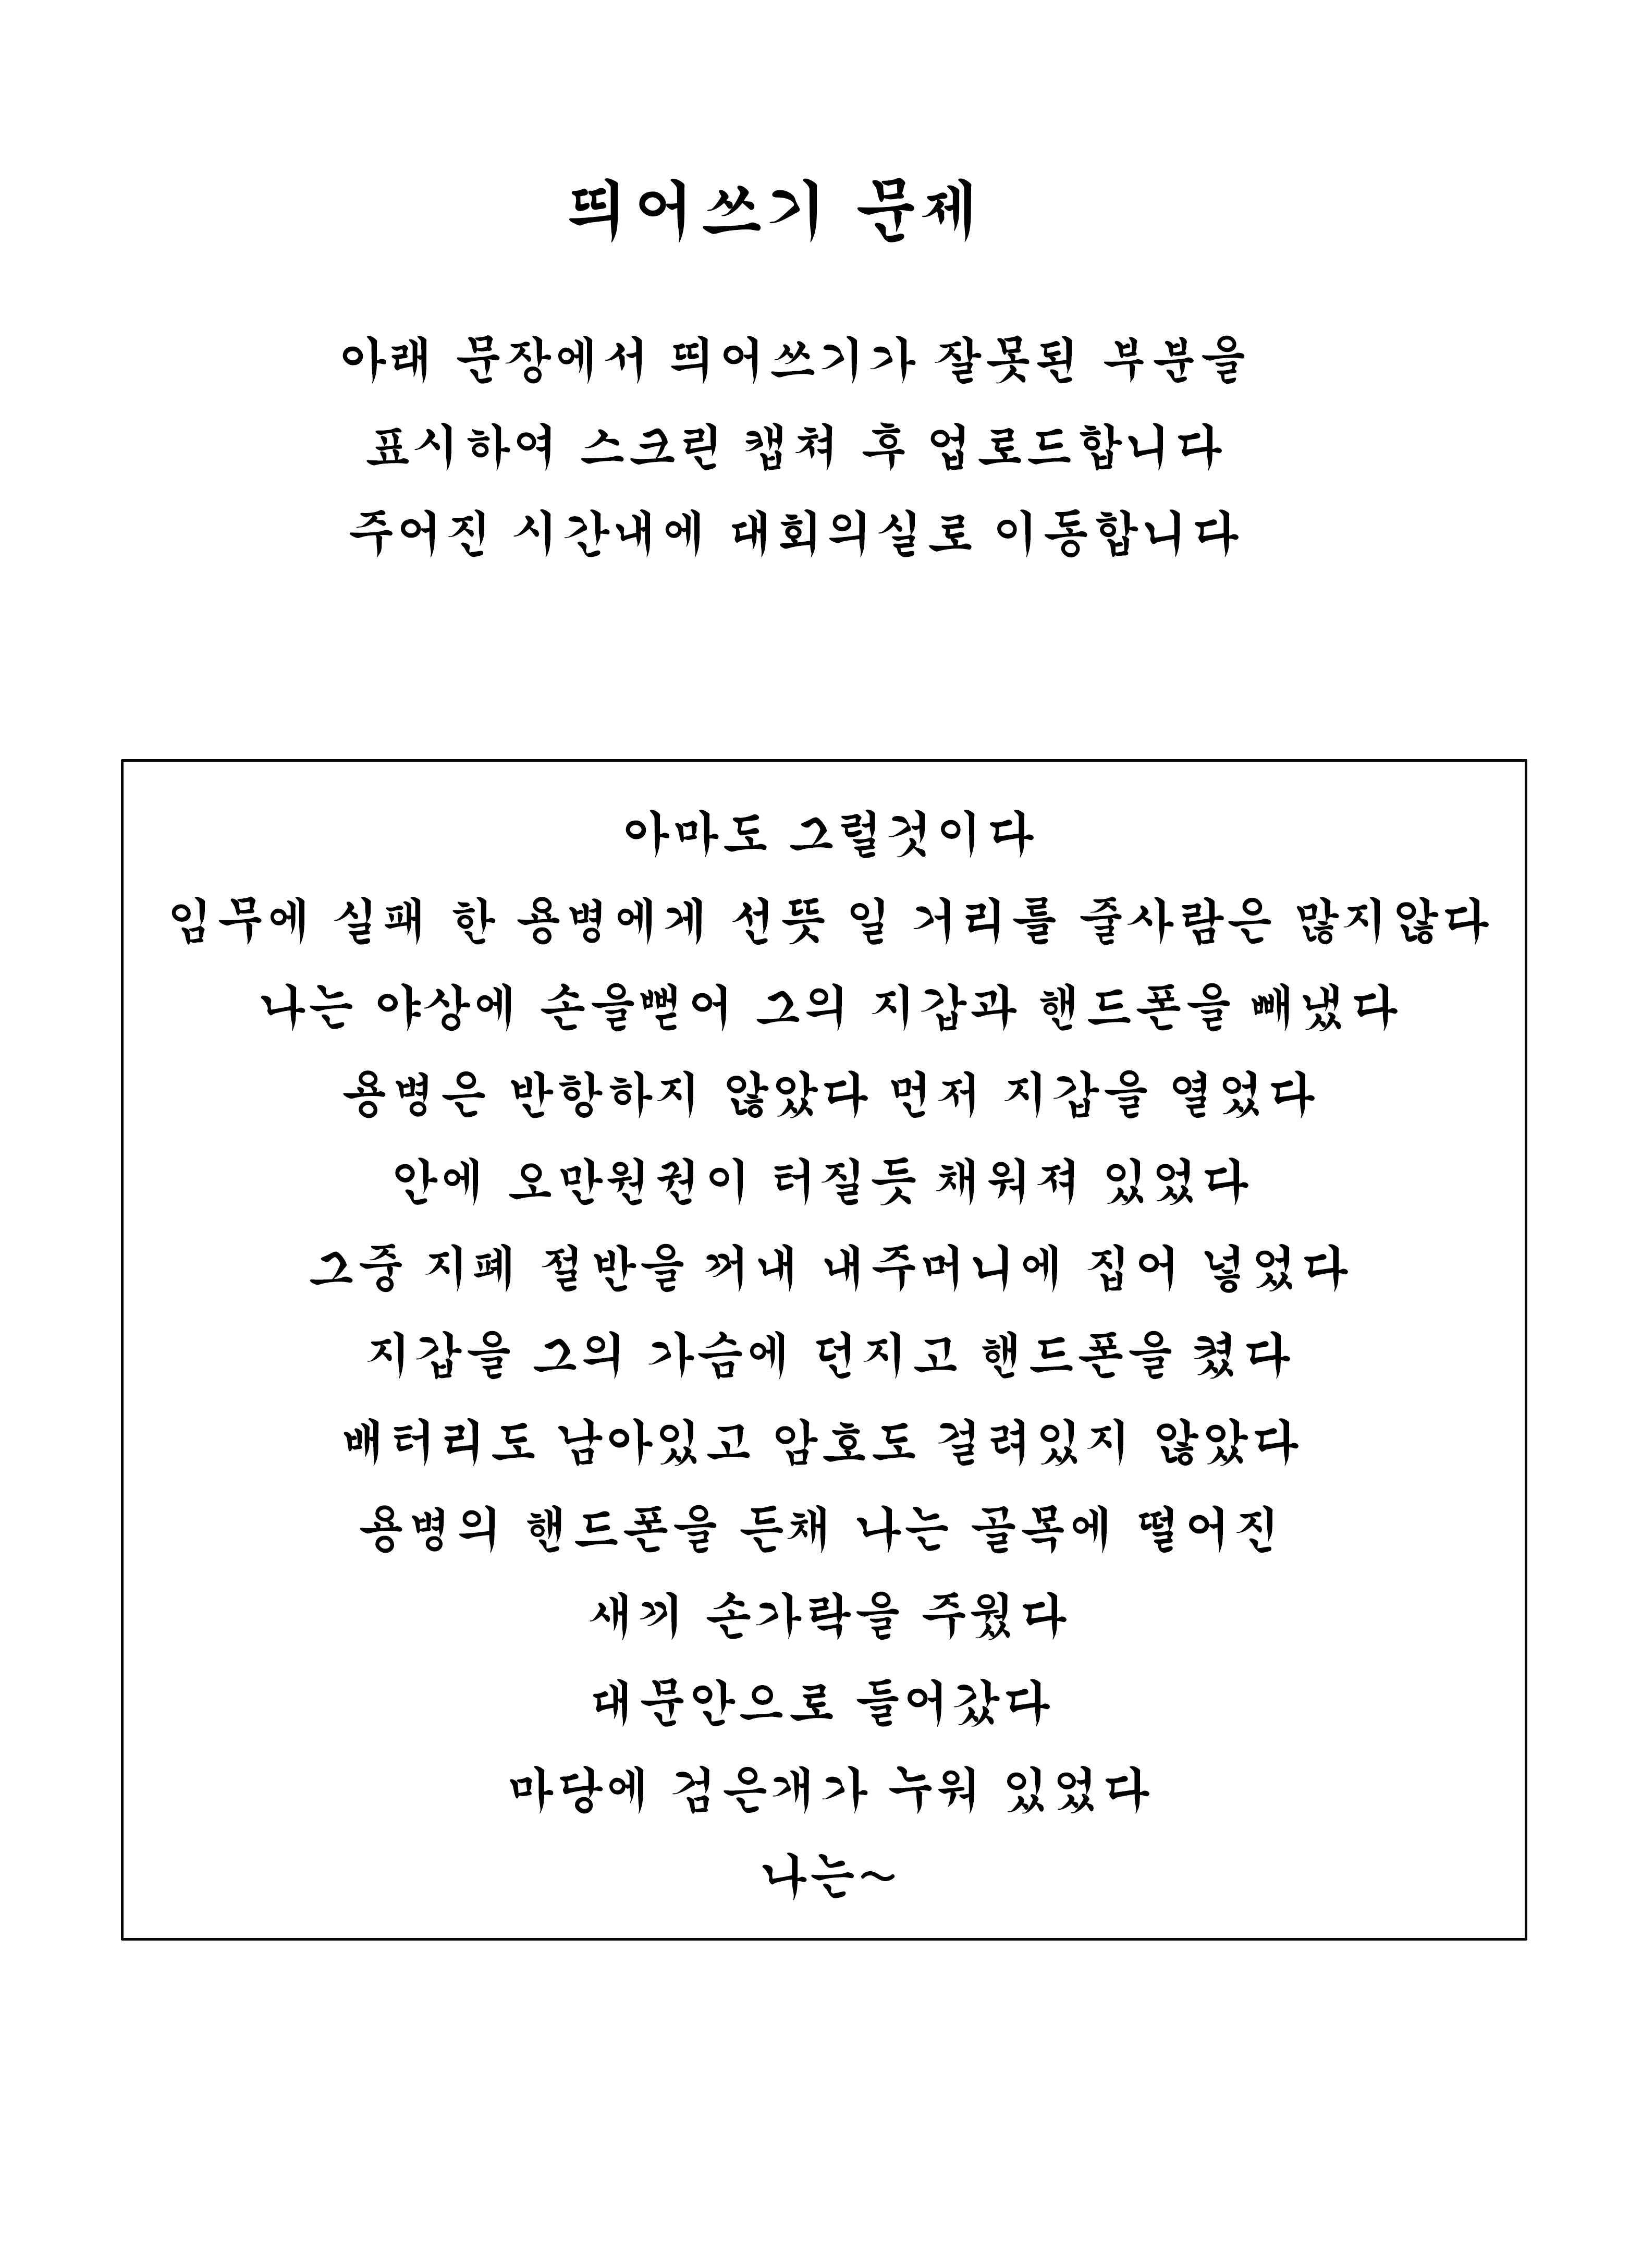 띄어쓰기 문제
아래 문장에서 띄어쓰기가 잘못된 부분을
표시하여 스크린 캡쳐 후 업로드합니다
주어진 시간내에 대회의실로 이동합니다
아마도 그럴것이다
임무에 실패 한 용병에게 선뜻 일 거리를 줄사람은 많지않다
나는 야상에 손을뻗어 그의 지갑과 핸드폰을 빼냈다
용병은 반항하지 않았다 먼저 지갑을 열었다
안에 오만원권이 터질듯 채워져 있었다
그중 지폐 절반을 꺼내 내주머니에 집어 넣었다
지갑을 그의 가슴에 던지고 핸드폰을 켰다
배터리도 남아있고 암호도 걸려있지 않았다
용병의 핸드폰을 든채 나는 골목에 떨어진
새끼 손가락을 주웠다
대문안으로 들어갔다
마당에 검은개가 누워 있었다
나는~